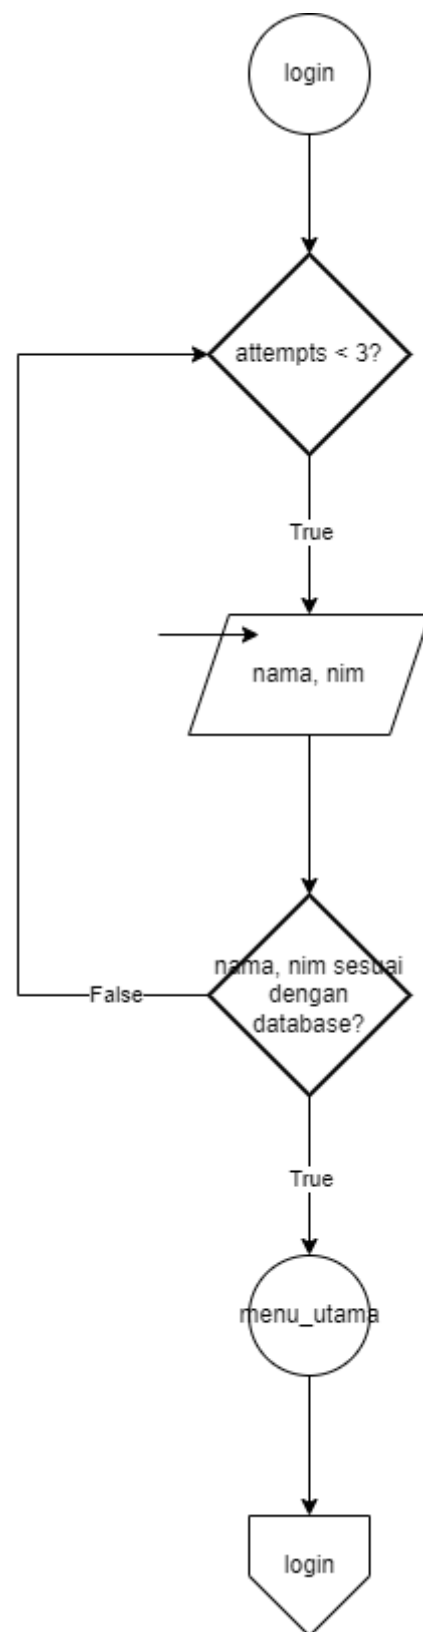 login
attempts < 3?
True
nama, nim
nama, nim sesuai
dengan
database?
False
True
menu_utama
login